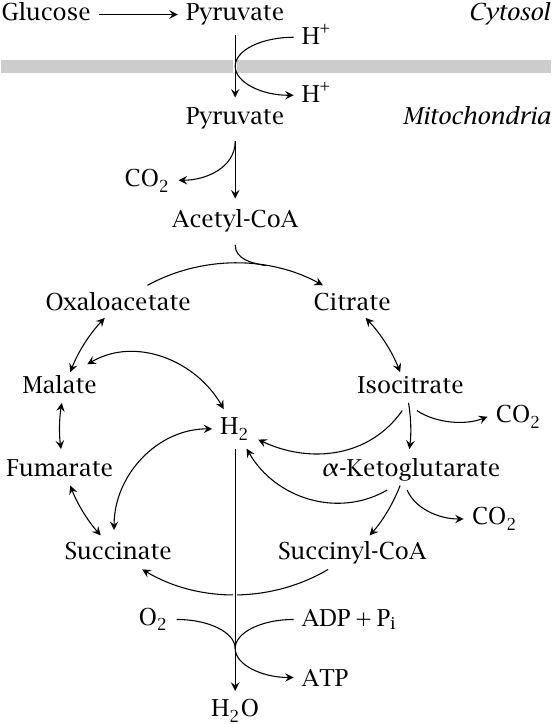 Glucose Pyruvate Cytosol
H⁺
H⁺
Pyruvate Mitochondria
CO₂
Acetyl-CoA
Oxaloacetate Citrate
Malate Isocitrate
CO₂
H₂
Fumarate α-Ketoglutarate
CO₂
Succinate Succinyl-CoA
O₂ ADP + Pᵢ
ATP
H₂O